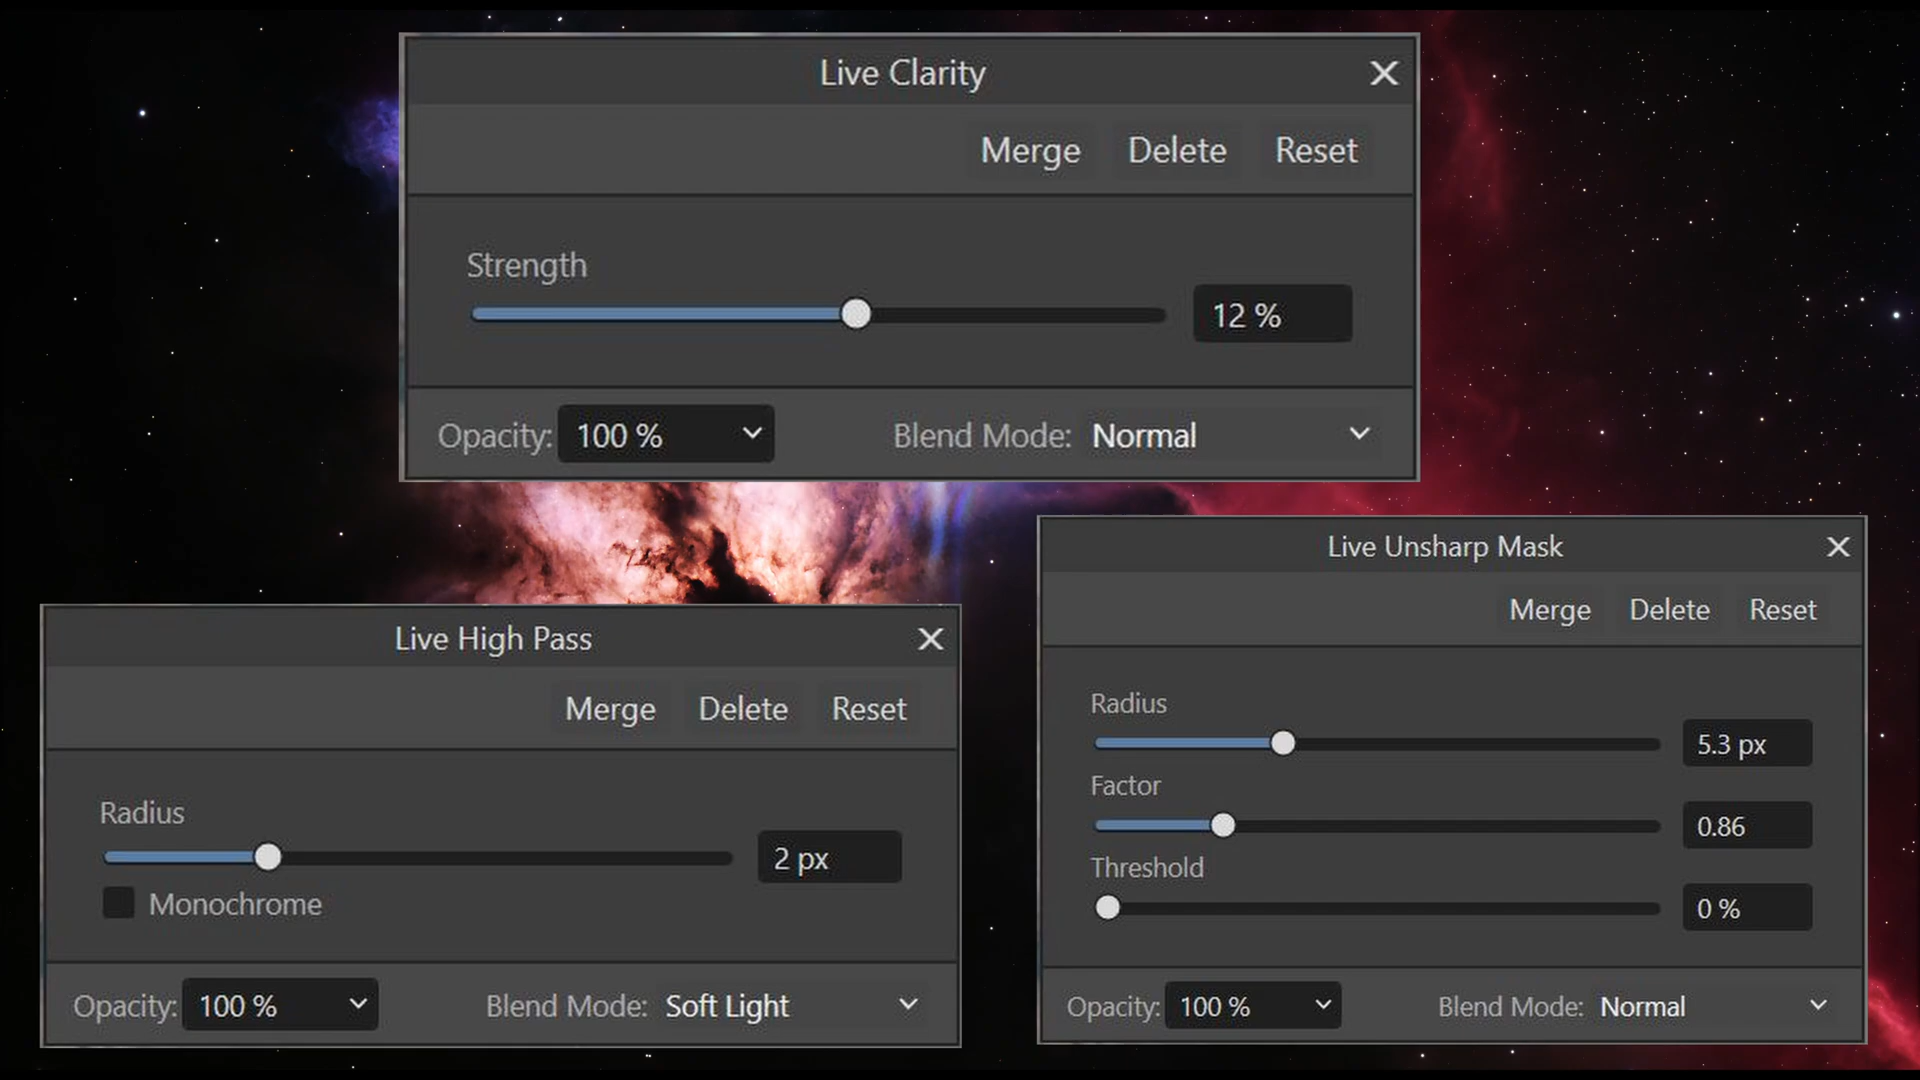 Live Clarity
Merge Delete Reset
Strength
12 %
Opacity: 100 % Blend Mode: Normal
Live High Pass
Merge Delete Reset
Radius
2 px
Monochrome
Opacity: 100 % Blend Mode: Soft Light
Live Unsharp Mask
Merge Delete Reset
Radius
5.3 px
Factor
0.86
Threshold
0 %
Opacity: 100 % Blend Mode: Normal